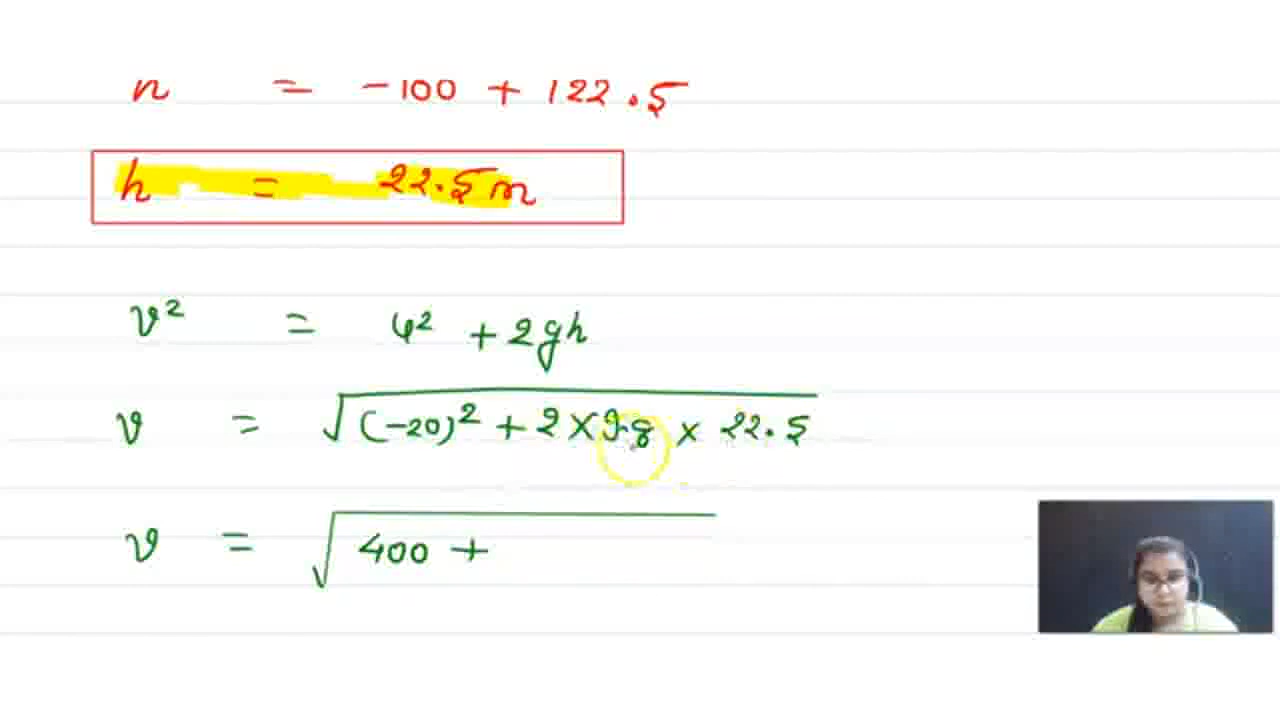 h = -100 + 122.5
h = 22.5 m
v² = u² + 2gh
v = √(-20)² + 2 × 9.8 × 22.5
v = √400 +